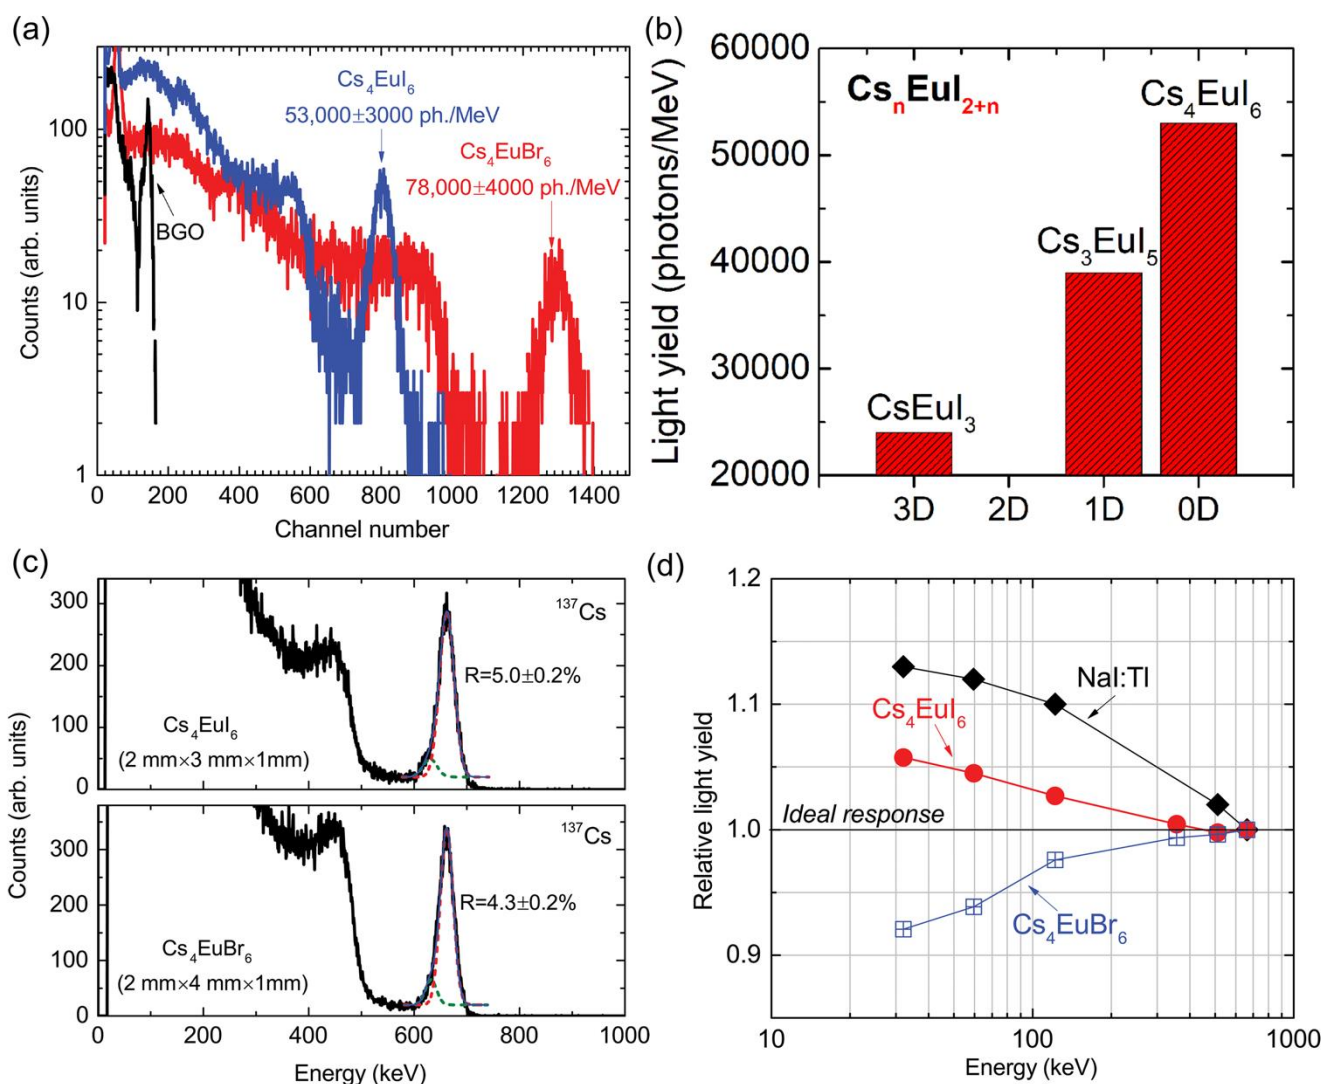 (a)
Counts (arb. units)
100
10
1
Cs₄EuI₆
53,000±3000 ph./MeV
Cs₄EuBr₆
78,000±4000 ph./MeV
BGO
0 200 400 600 800 1000 1200 1400
Channel number
(b)
Light yield (photons/MeV)
60000
50000
40000
30000
20000
CsₙEuI₂₊ₙ
Cs₄EuI₆
Cs₃EuI₅
CsEuI₃
3D 2D 1D 0D
(c)
Counts (arb. units)
300
200
100
0
¹³⁷Cs
R=5.0±0.2%
Cs₄EuI₆
(2 mm×3 mm×1mm)
300
200
100
0
¹³⁷Cs
R=4.3±0.2%
Cs₄EuBr₆
(2 mm×4 mm×1mm)
0 200 400 600 800 1000
Energy (keV)
(d)
Relative light yield
1.2
1.1
1.0
0.9
NaI:Tl
Cs₄EuI₆
Ideal response
Cs₄EuBr₆
10 100 1000
Energy (keV)